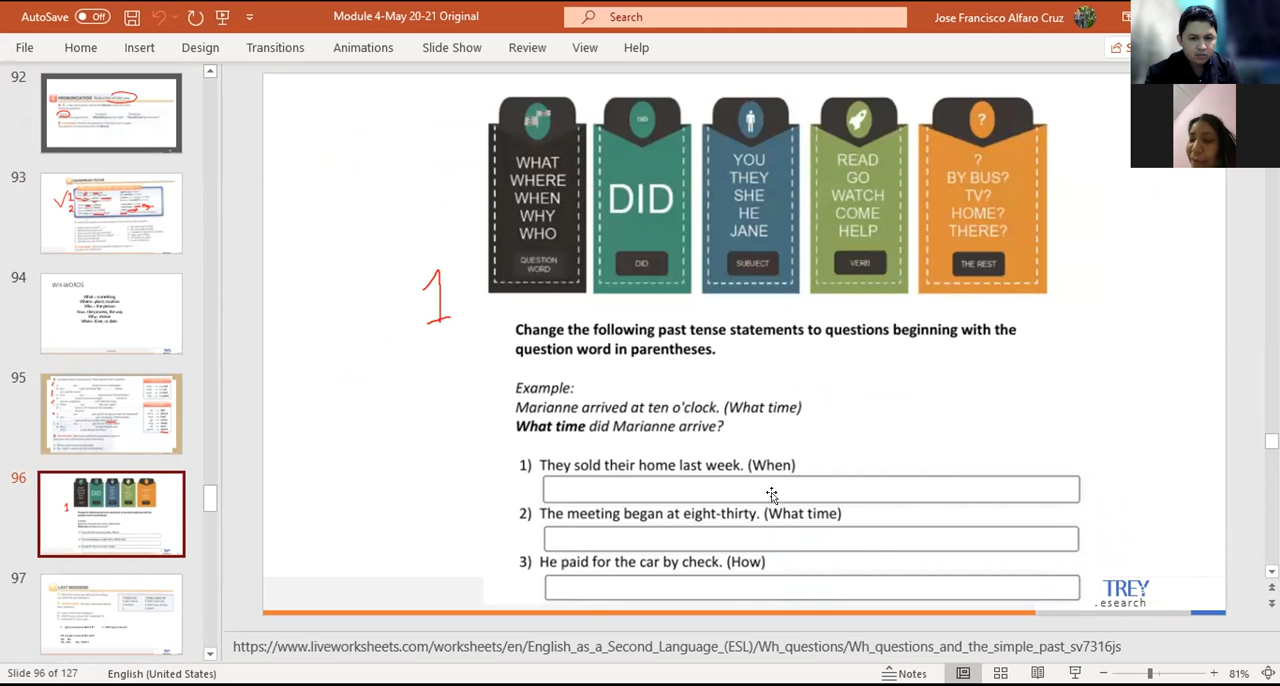 AutoSave Off Module 4-May 20-21 Original Search Jose Francisco Alfaro Cruz
File Home Insert Design Transitions Animations Slide Show Review View Help
92
93
94
WH-WORDS
95
96
97
LAST WEEKEND
WHAT
WHERE
WHEN
WHY
WHO
QUESTION
WORD
DID
DID
DID
YOU
THEY
SHE
HE
JANE
SUBJECT
READ
GO
WATCH
COME
HELP
VERB
?
?
BY BUS?
TV?
HOME?
THERE?
THE REST
1
Change the following past tense statements to questions beginning with the
question word in parentheses.
Example:
Marianne arrived at ten o'clock. (What time)
What time did Marianne arrive?
1) They sold their home last week. (When)
2) The meeting began at eight-thirty. (What time)
3) He paid for the car by check. (How)
TREY
.esearch
https://www.liveworksheets.com/worksheets/en/English_as_a_Second_Language_(ESL)/Wh_questions/Wh_questions_and_the_simple_past_sv7316js
Slide 96 of 127 English (United States) Notes 81%